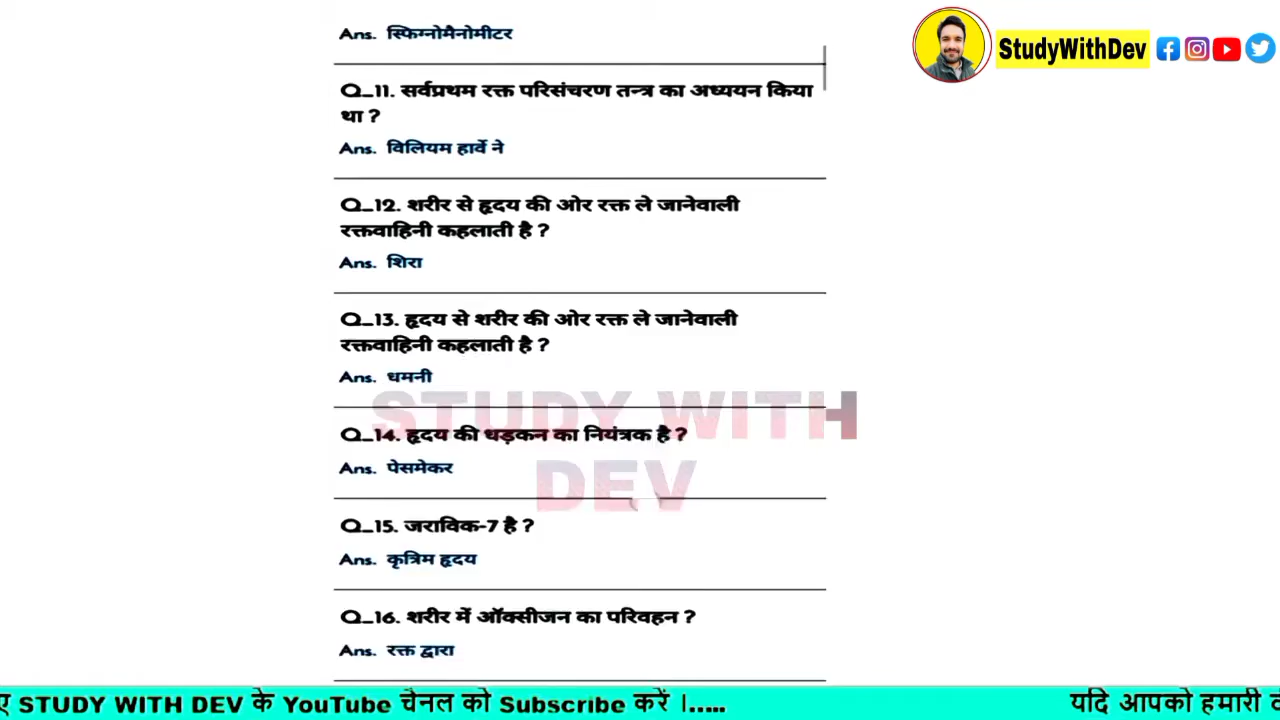 Ans. स्फिग्नोमैनोमीटर
StudyWithDev
Q_11. सर्वप्रथम रक्त परिसंचरण तन्त्र का अध्ययन किया
था ?
Ans. विलियम हार्वे ने
Q_12. शरीर से हृदय की ओर रक्त ले जानेवाली
रक्तवाहिनी कहलाती है ?
Ans. शिरा
Q_13. हृदय से शरीर की ओर रक्त ले जानेवाली
रक्तवाहिनी कहलाती है ?
Ans. धमनी
STUDY WITH
DEV
Q_14. हृदय की धड़कन का नियंत्रक है ?
Ans. पेसमेकर
Q_15. जराविक-7 है ?
Ans. कृत्रिम हृदय
Q_16. शरीर में ऑक्सीजन का परिवहन ?
Ans. रक्त द्वारा
STUDY WITH DEV के YouTube चैनल को Subscribe करें ।..... यदि आपको हमारी